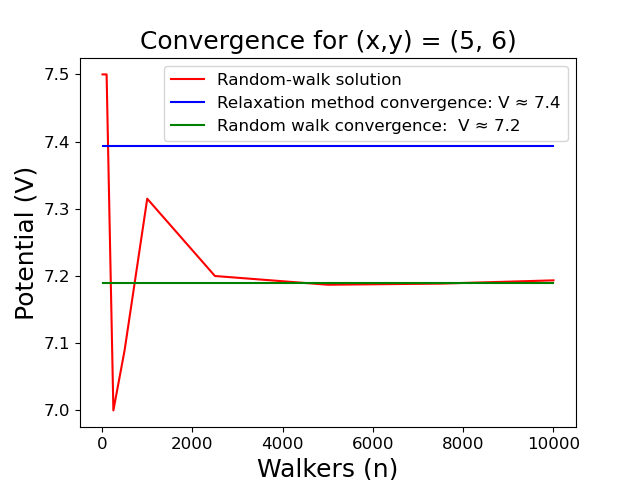 Convergence for (x,y) = (5, 6)
Random-walk solution
Relaxation method convergence: V ≈ 7.4
Random walk convergence:  V ≈ 7.2
Potential (V)
7.5
7.4
7.3
7.2
7.1
7.0
0 2000 4000 6000 8000 10000
Walkers (n)